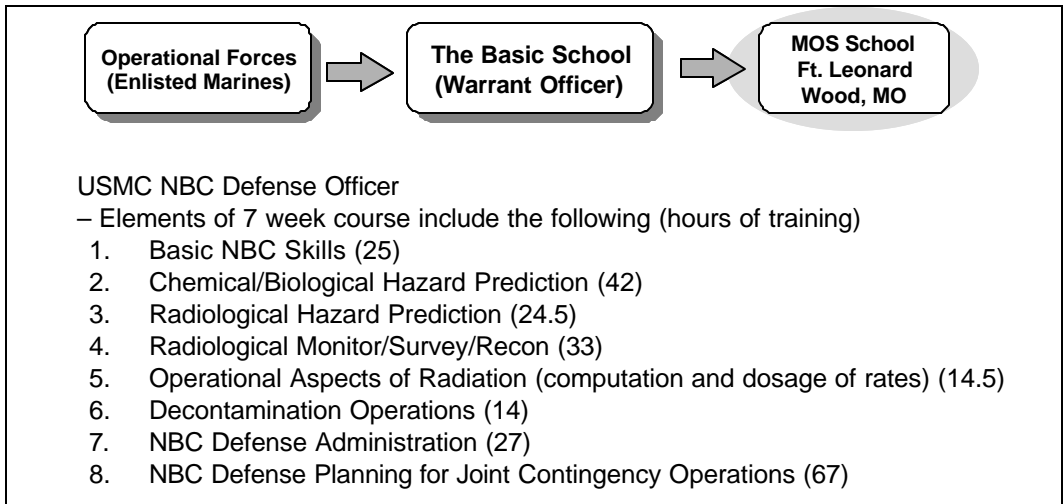 Operational Forces
(Enlisted Marines)
The Basic School
(Warrant Officer)
MOS School
Ft. Leonard
Wood, MO
USMC NBC Defense Officer
– Elements of 7 week course include the following (hours of training)
1. Basic NBC Skills (25)
2. Chemical/Biological Hazard Prediction (42)
3. Radiological Hazard Prediction (24.5)
4. Radiological Monitor/Survey/Recon (33)
5. Operational Aspects of Radiation (computation and dosage of rates) (14.5)
6. Decontamination Operations (14)
7. NBC Defense Administration (27)
8. NBC Defense Planning for Joint Contingency Operations (67)